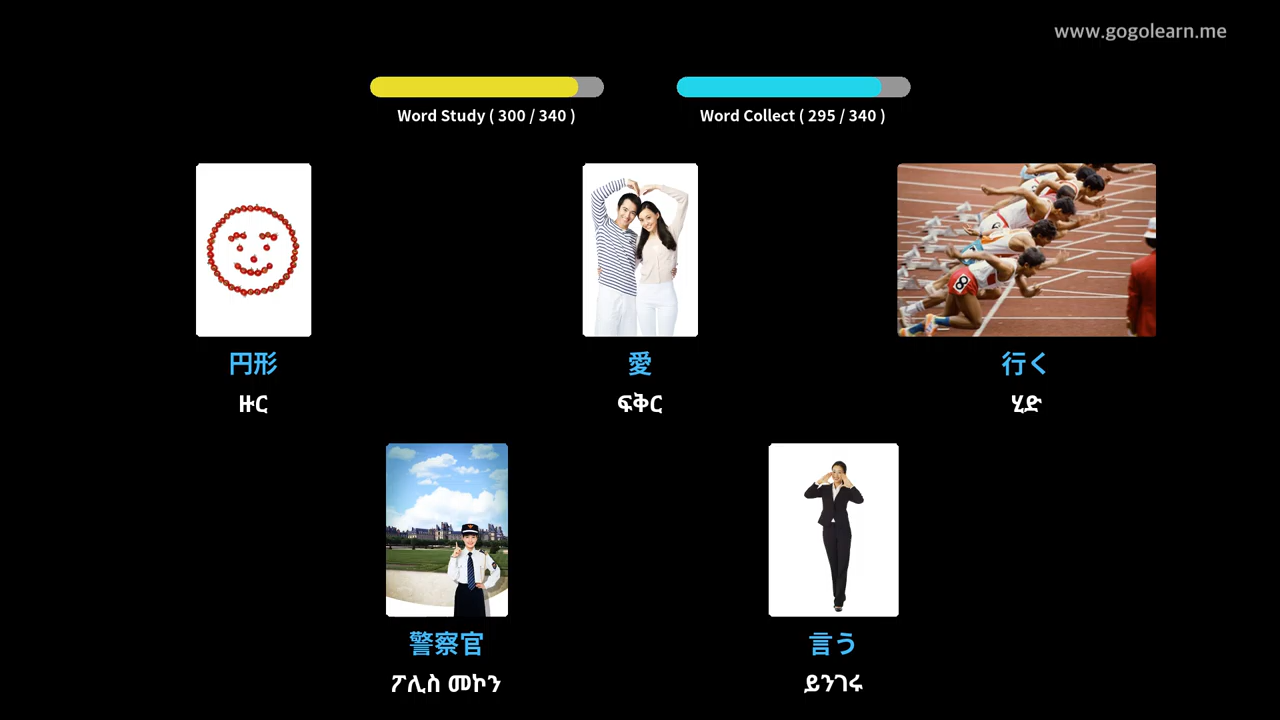 www.gogolearn.me
Word Study ( 300 / 340 )
Word Collect ( 295 / 340 )
円形
愛
行く
ዙር
ፍቅር
ሂድ
警察官
言う
ፖሊስ መኮን
ይንገሩ